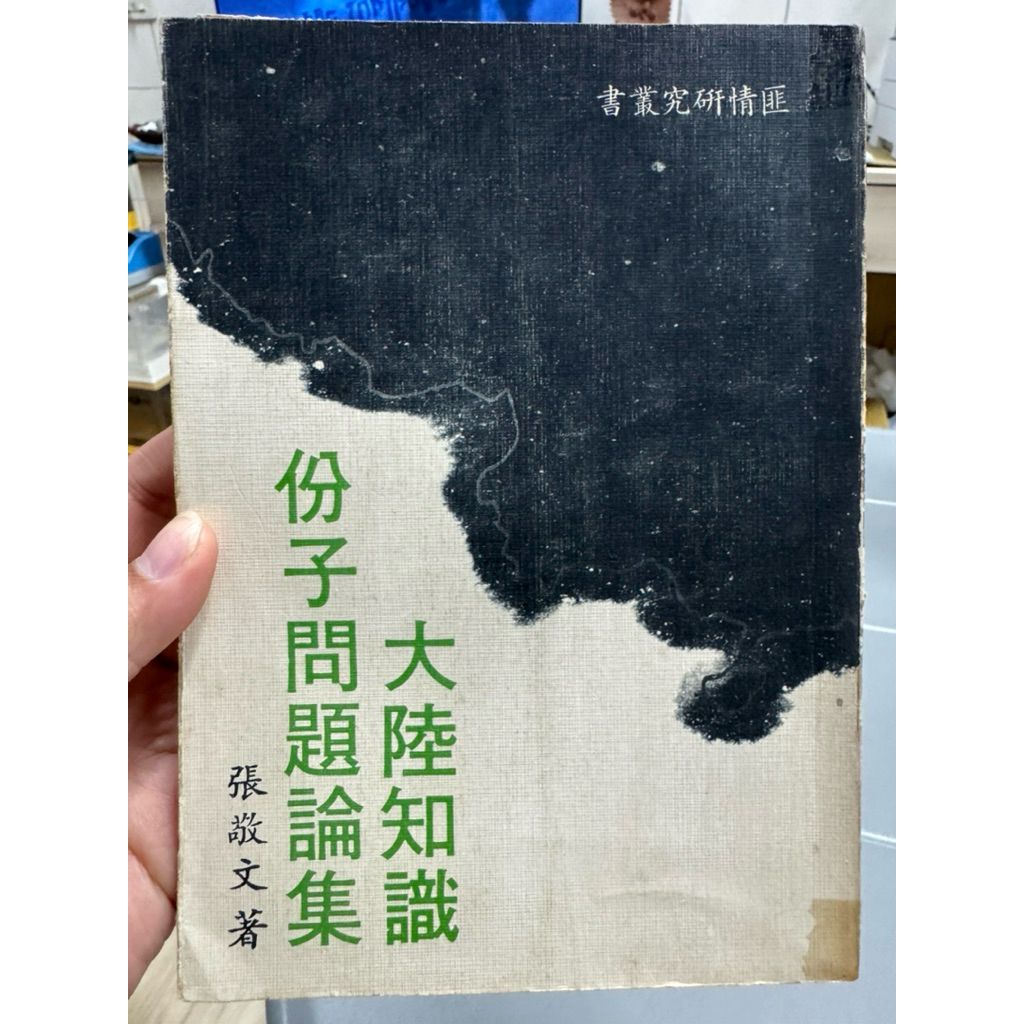 匪情研究叢書
大陸知識
份子問題論集
張敬文著